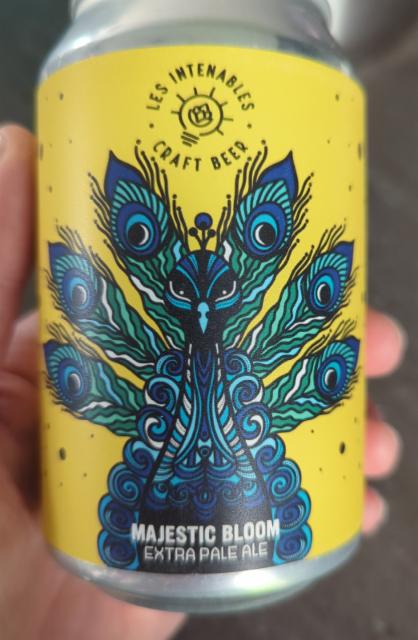 LES INTENABLES
CRAFT BEER
MAJESTIC BLOOM
EXTRA PALE ALE